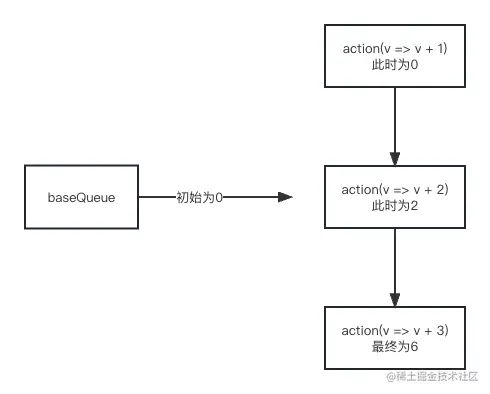 action(v => v + 1)
此时为0
baseQueue
初始为0
action(v => v + 2)
此时为2
action(v => v + 3)
最终为6
@稀土掘金技术社区